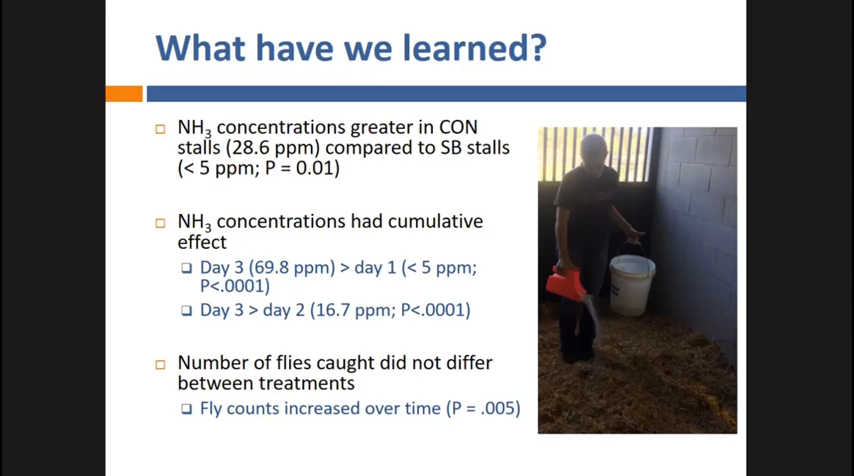 What have we learned?
NH₃ concentrations greater in CON
stalls (28.6 ppm) compared to SB stalls
(< 5 ppm; P = 0.01)
NH₃ concentrations had cumulative
effect
Day 3 (69.8 ppm) > day 1 (< 5 ppm;
P<.0001)
Day 3 > day 2 (16.7 ppm; P<.0001)
Number of flies caught did not differ
between treatments
Fly counts increased over time (P = .005)